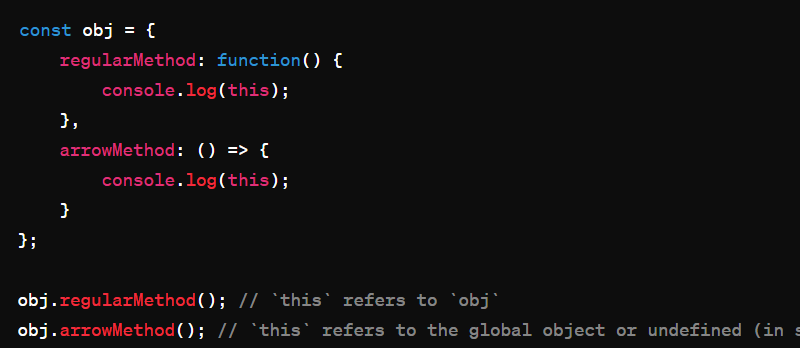 const obj = {
    regularMethod: function() {
        console.log(this);
    },
    arrowMethod: () => {
        console.log(this);
    }
};
obj.regularMethod(); // `this` refers to `obj`
obj.arrowMethod(); // `this` refers to the global object or undefined (in s